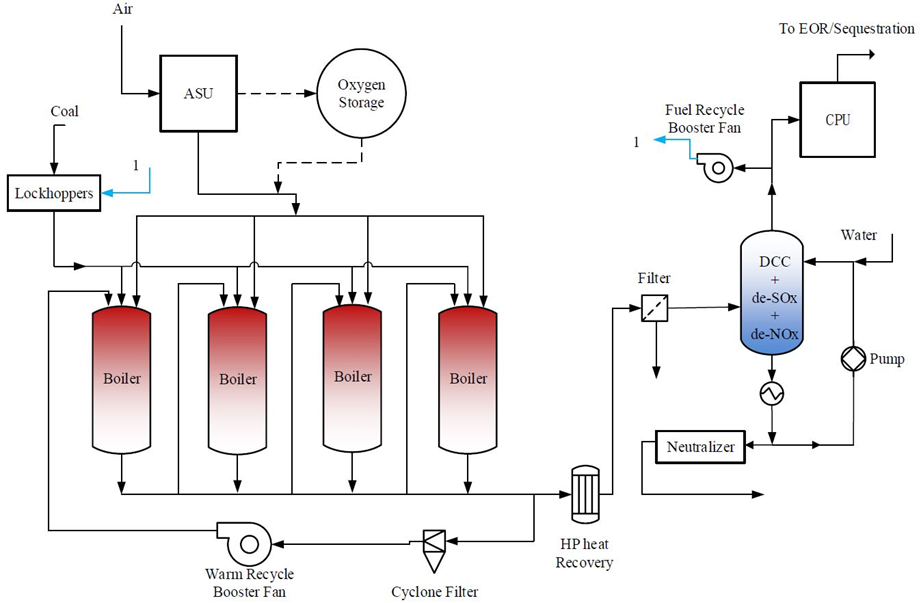 Air
To EOR/Sequestration
ASU
Oxygen
Storage
Coal
Fuel Recycle
Booster Fan
CPU
1
1
Lockhoppers
Water
DCC
+
de-SOx
+
de-NOx
Filter
Boiler
Boiler
Boiler
Boiler
Pump
Neutralizer
HP heat
Recovery
Warm Recycle
Booster Fan
Cyclone Filter